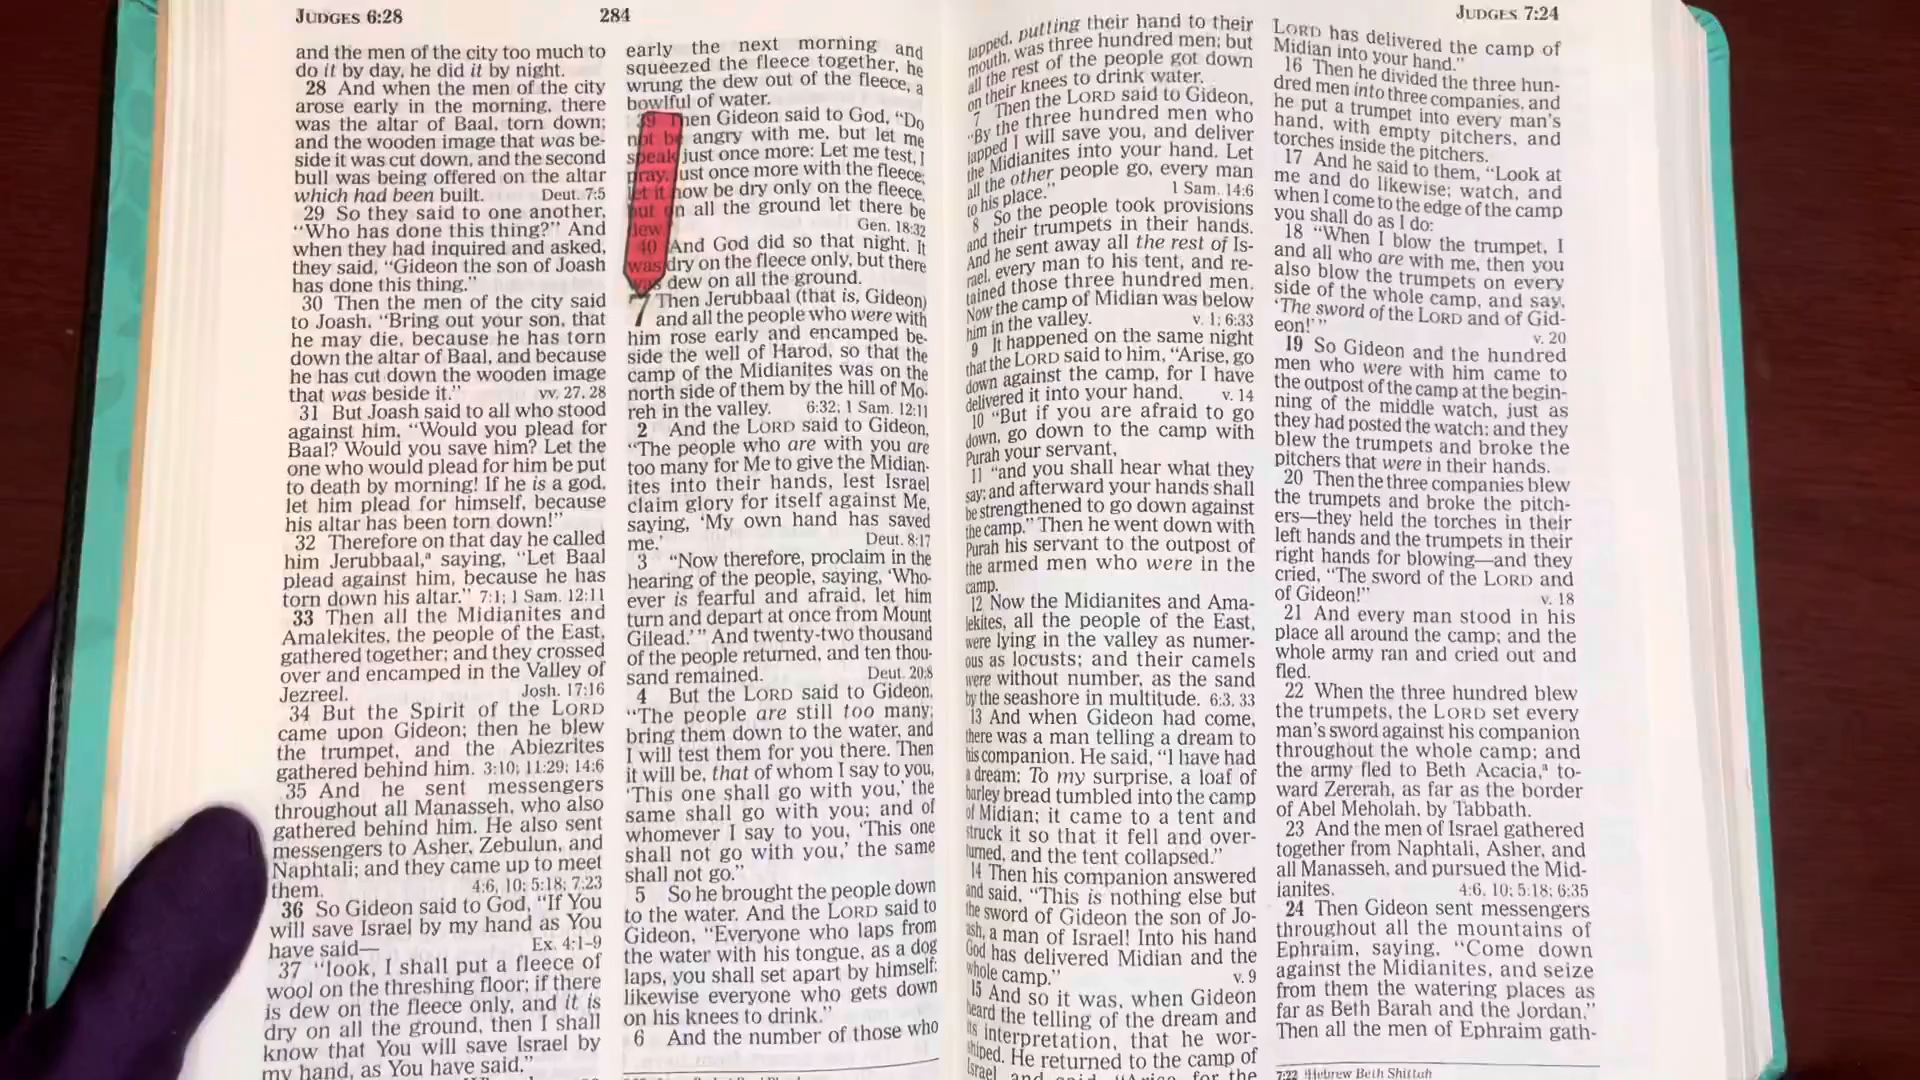 JUDGES 6:28
284
and the men of the city too much to
do it by day, he did it by night.
28 And when the men of the city
arose early in the morning, there
was the altar of Baal, torn down;
and the wooden image that was be-
side it was cut down, and the second
bull was being offered on the altar
which had been built. Deut. 7:5
29 So they said to one another,
“Who has done this thing?” And
when they had inquired and asked,
they said, “Gideon the son of Joash
has done this thing.”
30 Then the men of the city said
to Joash, “Bring out your son, that
he may die, because he has torn
down the altar of Baal, and because
he has cut down the wooden image
that was beside it.” vv. 27, 28
31 But Joash said to all who stood
against him, “Would you plead for
Baal? Would you save him? Let the
one who would plead for him be put
to death by morning! If he is a god,
let him plead for himself, because
his altar has been torn down!”
32 Therefore on that day he called
him Jerubbaal,ª saying, “Let Baal
plead against him, because he has
torn down his altar.” 7:1; 1 Sam. 12:11
33 Then all the Midianites and
Amalekites, the people of the East,
gathered together; and they crossed
over and encamped in the Valley of
Jezreel. Josh. 17:16
34 But the Spirit of the LORD
came upon Gideon; then he blew
the trumpet, and the Abiezrites
gathered behind him. 3:10; 11:29; 14:6
35 And he sent messengers
throughout all Manasseh, who also
gathered behind him. He also sent
messengers to Asher, Zebulun, and
Naphtali; and they came up to meet
them. 4:6, 10; 5:18; 7:23
36 So Gideon said to God, “If You
will save Israel by my hand as You
have said— Ex. 4:1-9
37 “look, I shall put a fleece of
wool on the threshing floor; if there
is dew on the fleece only, and it is
dry on all the ground, then I shall
know that You will save Israel by
my hand, as You have said.”
early the next morning and
squeezed the fleece together, he
wrung the dew out of the fleece, a
bowlful of water.
39 Then Gideon said to God, “Do
not be angry with me, but let me
speak just once more: Let me test, I
pray, just once more with the fleece;
let it now be dry only on the fleece,
but on all the ground let there be
dew. Gen. 18:32
40 And God did so that night. It
was dry on the fleece only, but there
was dew on all the ground.
7 Then Jerubbaal (that is, Gideon)
and all the people who were with
him rose early and encamped be-
side the well of Harod, so that the
camp of the Midianites was on the
north side of them by the hill of Mo-
reh in the valley. 6:32; 1 Sam. 12:11
2 And the LORD said to Gideon,
“The people who are with you are
too many for Me to give the Midian-
ites into their hands, lest Israel
claim glory for itself against Me,
saying, ‘My own hand has saved
me.’ Deut. 8:17
3 “Now therefore, proclaim in the
hearing of the people, saying, ‘Who-
ever is fearful and afraid, let him
turn and depart at once from Mount
Gilead.’ ” And twenty-two thousand
of the people returned, and ten thou-
sand remained. Deut. 20:8
4 But the LORD said to Gideon,
“The people are still too many;
bring them down to the water, and
I will test them for you there. Then
it will be, that of whom I say to you,
‘This one shall go with you,’ the
same shall go with you; and of
whomever I say to you, ‘This one
shall not go with you,’ the same
shall not go.”
5 So he brought the people down
to the water. And the LORD said to
Gideon, “Everyone who laps from
the water with his tongue, as a dog
laps, you shall set apart by himself;
likewise everyone who gets down
on his knees to drink.”
6 And the number of those who
JUDGES 7:24
lapped, putting their hand to their
mouth, was three hundred men; but
all the rest of the people got down
on their knees to drink water.
7 Then the LORD said to Gideon,
“By the three hundred men who
lapped I will save you, and deliver
the Midianites into your hand. Let
all the other people go, every man
to his place.” 1 Sam. 14:6
8 So the people took provisions
and their trumpets in their hands.
And he sent away all the rest of Is-
rael, every man to his tent, and re-
tained those three hundred men.
Now the camp of Midian was below
him in the valley. v. 1; 6:33
9 It happened on the same night
that the LORD said to him, “Arise, go
down against the camp, for I have
delivered it into your hand. v. 14
10 “But if you are afraid to go
down, go down to the camp with
Purah your servant,
11 “and you shall hear what they
say; and afterward your hands shall
be strengthened to go down against
the camp.” Then he went down with
Purah his servant to the outpost of
the armed men who were in the
camp.
12 Now the Midianites and Ama-
lekites, all the people of the East,
were lying in the valley as numer-
ous as locusts; and their camels
were without number, as the sand
by the seashore in multitude. 6:3, 33
13 And when Gideon had come,
there was a man telling a dream to
his companion. He said, “I have had
a dream: To my surprise, a loaf of
barley bread tumbled into the camp
of Midian; it came to a tent and
struck it so that it fell and over-
turned, and the tent collapsed.”
14 Then his companion answered
and said, “This is nothing else but
the sword of Gideon the son of Jo-
ash, a man of Israel! Into his hand
God has delivered Midian and the
whole camp.” v. 9
15 And so it was, when Gideon
heard the telling of the dream and
its interpretation, that he wor-
shiped. He returned to the camp of
Israel, and said, “Arise, for the
LORD has delivered the camp of
Midian into your hand.”
16 Then he divided the three hun-
dred men into three companies, and
he put a trumpet into every man’s
hand, with empty pitchers, and
torches inside the pitchers.
17 And he said to them, “Look at
me and do likewise; watch, and
when I come to the edge of the camp
you shall do as I do:
18 “When I blow the trumpet, I
and all who are with me, then you
also blow the trumpets on every
side of the whole camp, and say,
‘The sword of the LORD and of Gid-
eon!’ ” v. 20
19 So Gideon and the hundred
men who were with him came to
the outpost of the camp at the begin-
ning of the middle watch, just as
they had posted the watch; and they
blew the trumpets and broke the
pitchers that were in their hands.
20 Then the three companies blew
the trumpets and broke the pitch-
ers—they held the torches in their
left hands and the trumpets in their
right hands for blowing—and they
cried, “The sword of the LORD and
of Gideon!” v. 18
21 And every man stood in his
place all around the camp; and the
whole army ran and cried out and
fled.
22 When the three hundred blew
the trumpets, the LORD set every
man’s sword against his companion
throughout the whole camp; and
the army fled to Beth Acacia,ª to-
ward Zererah, as far as the border
of Abel Meholah, by Tabbath.
23 And the men of Israel gathered
together from Naphtali, Asher, and
all Manasseh, and pursued the Mid-
ianites. 4:6, 10; 5:18; 6:35
24 Then Gideon sent messengers
throughout all the mountains of
Ephraim, saying, “Come down
against the Midianites, and seize
from them the watering places as
far as Beth Barah and the Jordan.”
Then all the men of Ephraim gath-
7:22 ªHebrew Beth Shittah